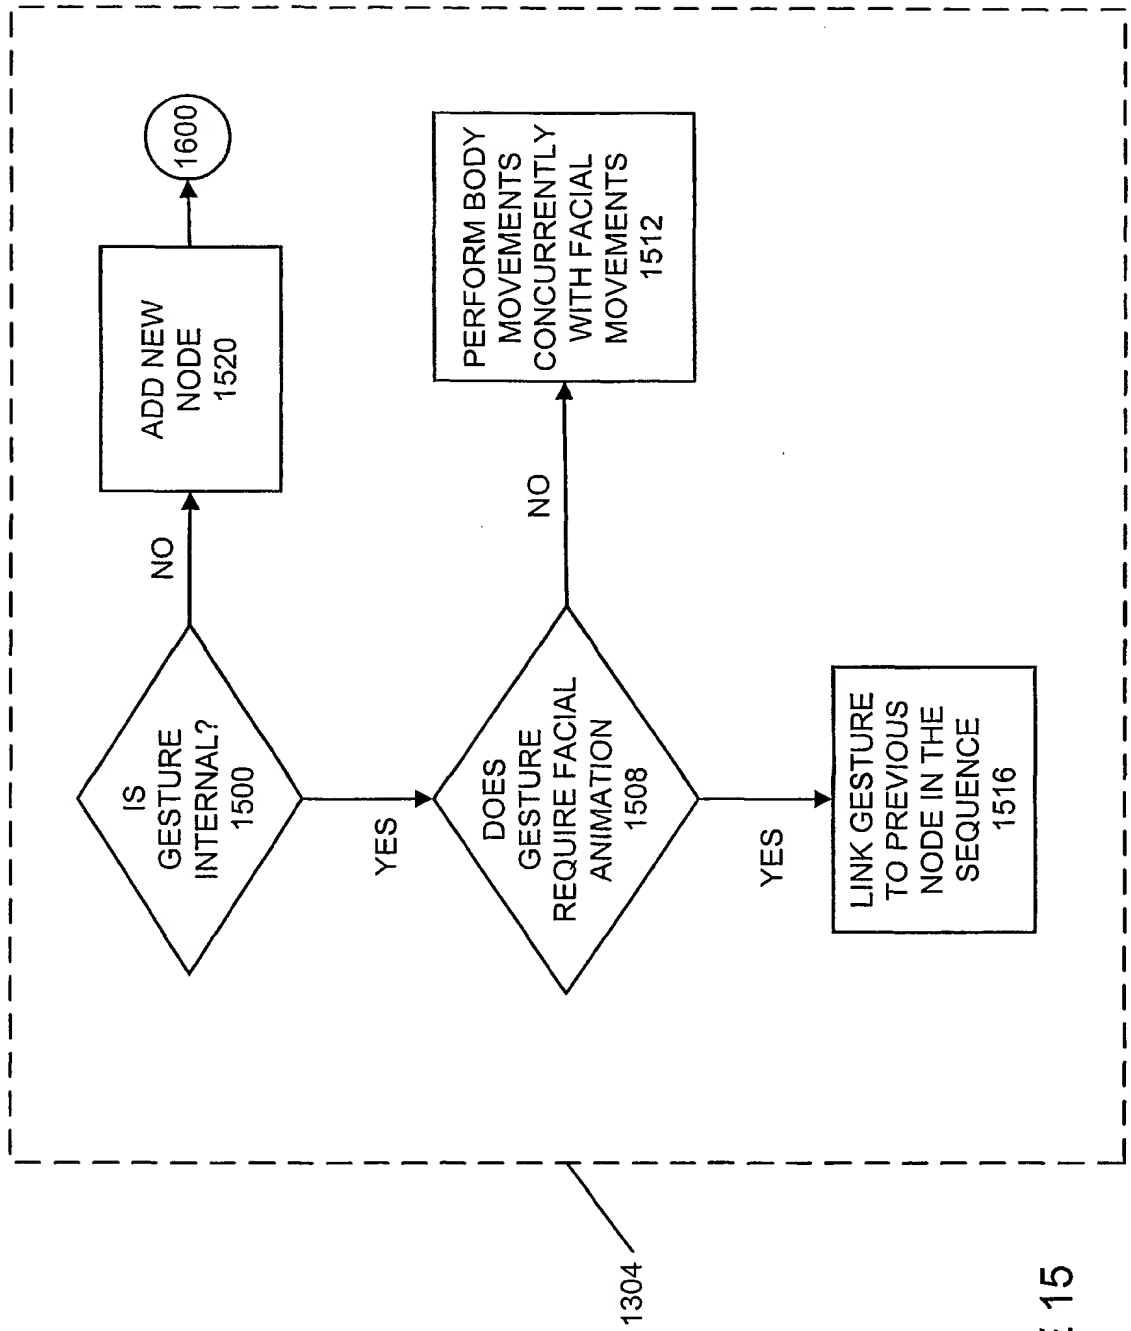 IS
GESTURE
INTERNAL?
1500
NO
ADD NEW
NODE
1520
1600
YES
DOES
GESTURE
REQUIRE FACIAL
ANIMATION
1508
NO
PERFORM BODY
MOVEMENTS
CONCURRENTLY
WITH FACIAL
MOVEMENTS
1512
YES
LINK GESTURE
TO PREVIOUS
NODE IN THE
SEQUENCE
1516
1304
15